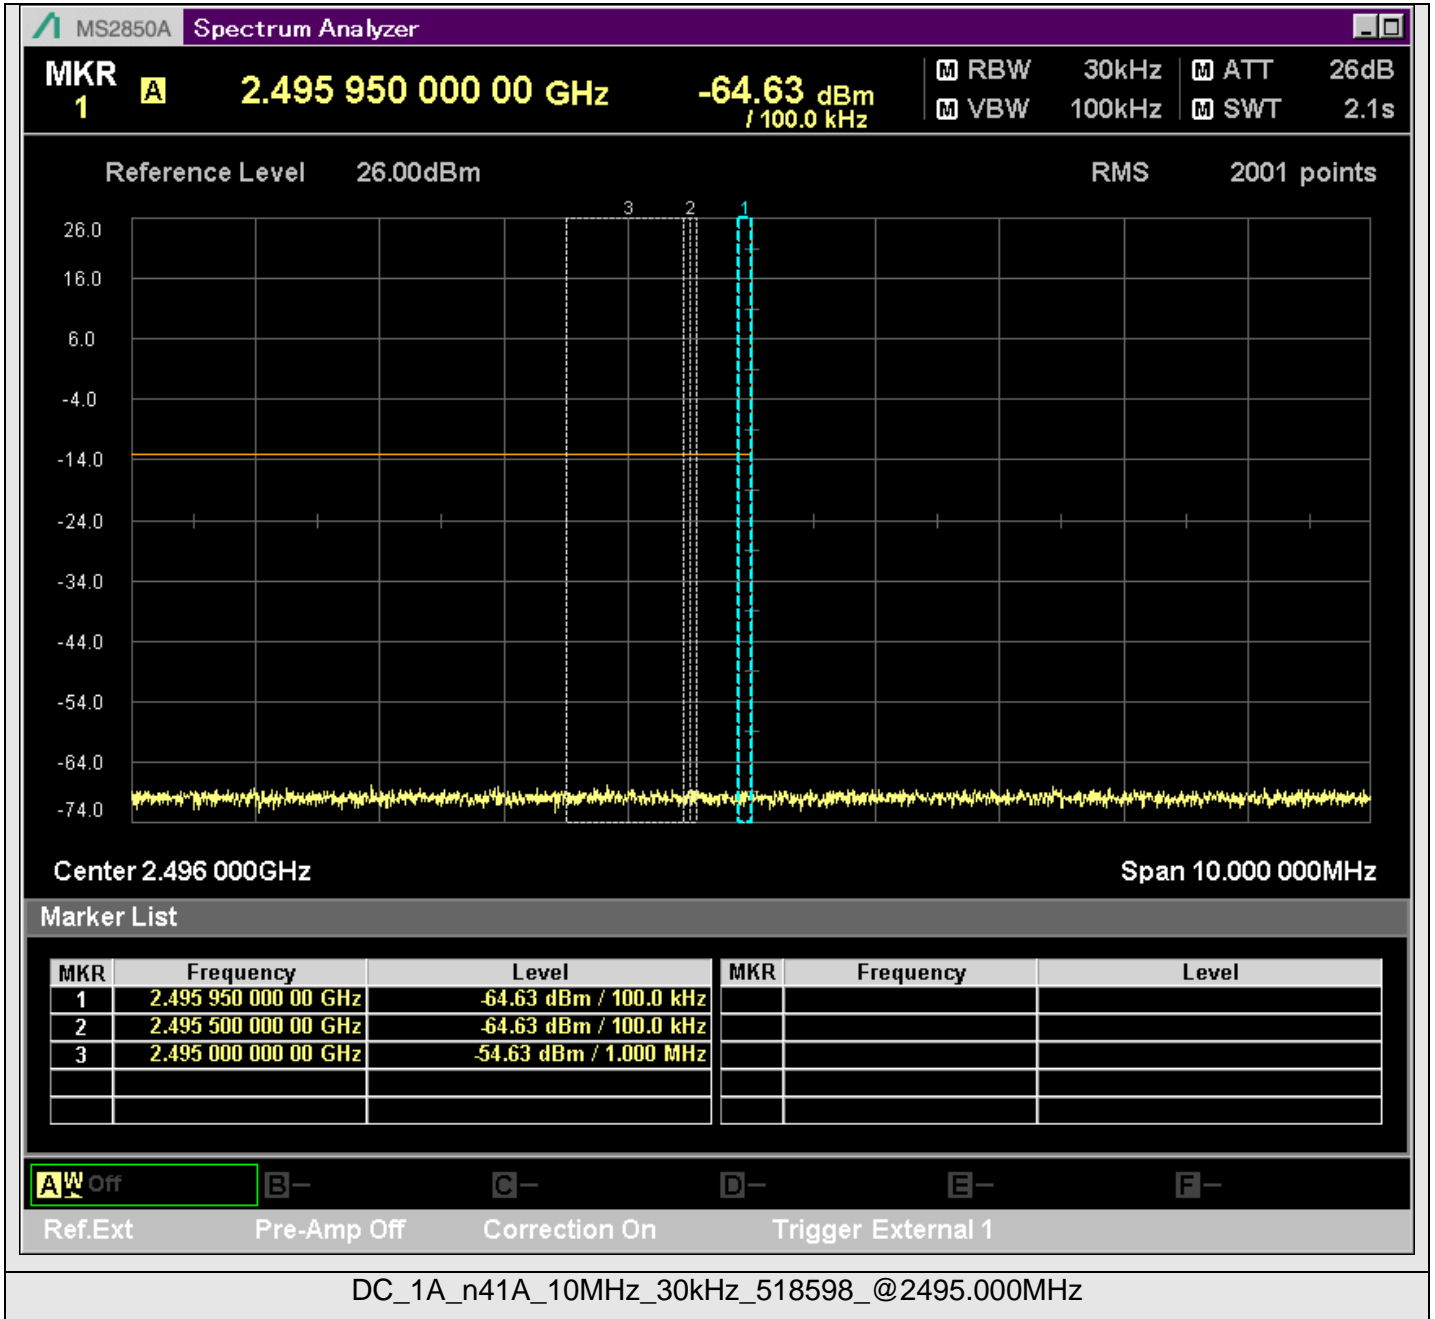 MS2850A Spectrum Analyzer
MKR 1 A 2.495 950 000 00 GHz -64.63 dBm / 100.0 kHz
M RBW 30kHz M ATT 26dB
M VBW 100kHz M SWT 2.1s
Reference Level 26.00dBm RMS 2001 points
3 2 1
26.0
16.0
6.0
-4.0
-14.0
-24.0
-34.0
-44.0
-54.0
-64.0
-74.0
Center 2.496 000GHz Span 10.000 000MHz
Marker List
MKR Frequency Level MKR Frequency Level
1 2.495 950 000 00 GHz -64.63 dBm / 100.0 kHz
2 2.495 500 000 00 GHz -64.63 dBm / 100.0 kHz
3 2.495 000 000 00 GHz -54.63 dBm / 1.000 MHz
A W Off B — C — D — E — F —
Ref.Ext Pre-Amp Off Correction On Trigger External 1
DC_1A_n41A_10MHz_30kHz_518598_@2495.000MHz